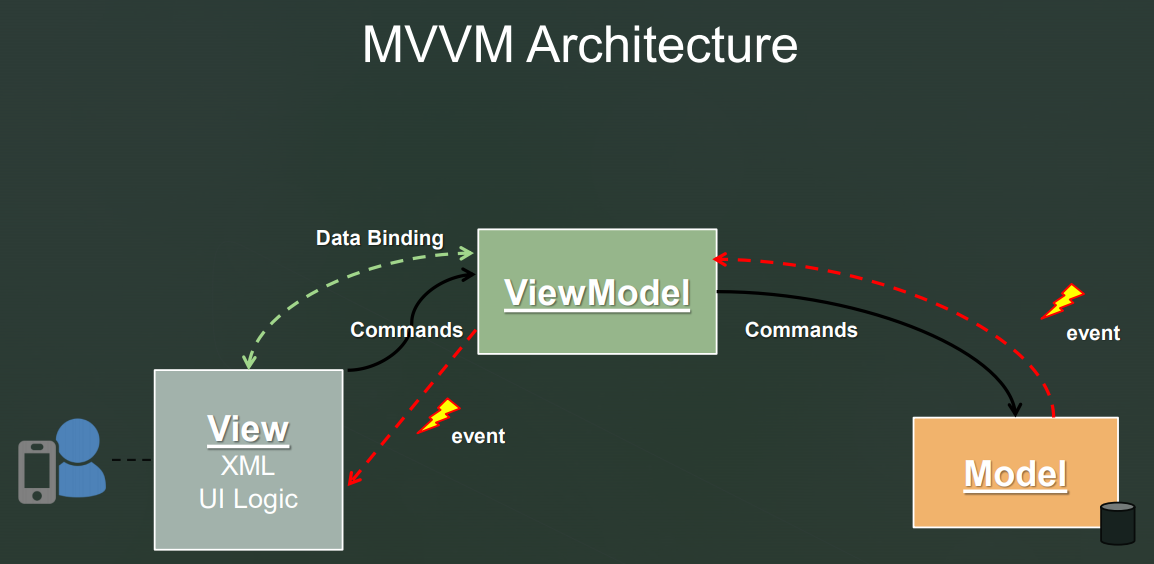 MVVM Architecture
Data Binding
ViewModel
Commands
Commands
event
event
View
XML
UI Logic
Model